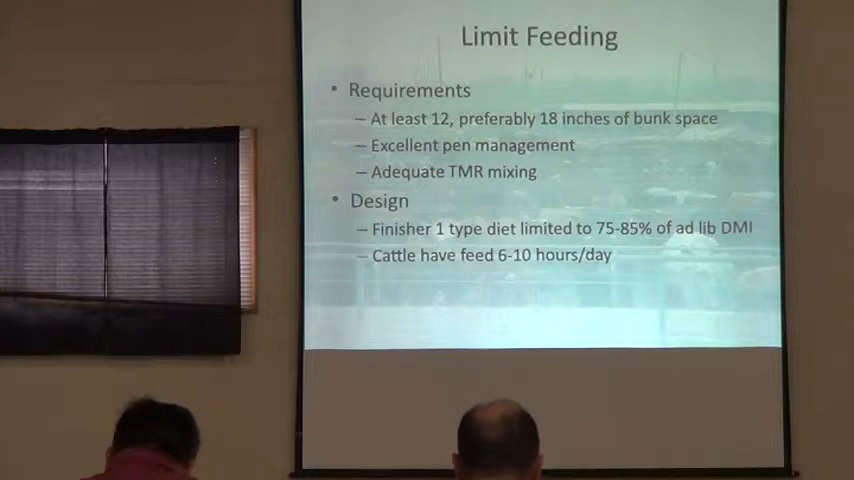 Limit Feeding
• Requirements
– At least 12, preferably 18 inches of bunk space
– Excellent pen management
– Adequate TMR mixing
• Design
– Finisher 1 type diet limited to 75-85% of ad lib DMI
– Cattle have feed 6-10 hours/day